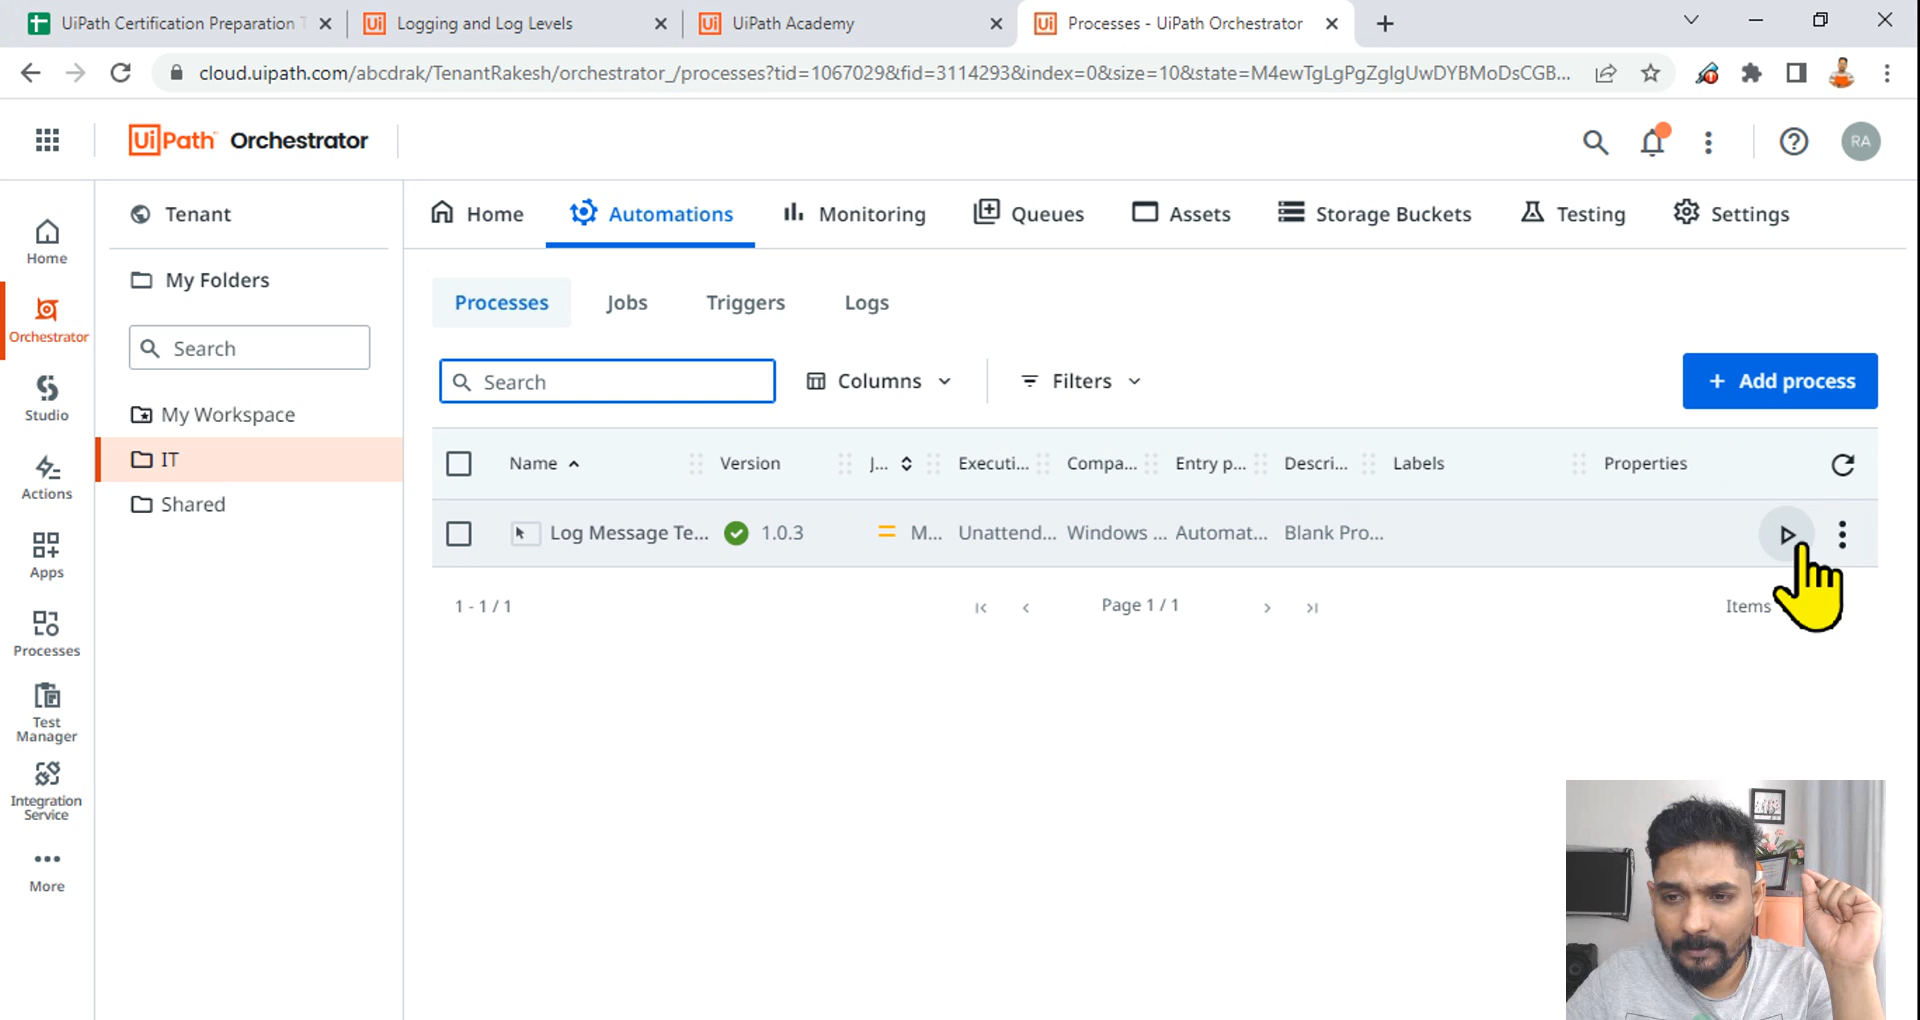 UiPath Certification Preparation
Logging and Log Levels
UiPath Academy
Processes - UiPath Orchestrator
cloud.uipath.com/abcdrak/TenantRakesh/orchestrator_/processes?tid=1067029&fid=3114293&index=0&size=10&state=M4ewTgLgPgZgIgUwDYBMoDsCGB...
UiPath Orchestrator
RA
Tenant
Home
Automations
Monitoring
Queues
Assets
Storage Buckets
Testing
Settings
Home
Orchestrator
Studio
Actions
Apps
Processes
Test
Manager
Integration
Service
More
My Folders
Search
My Workspace
IT
Shared
Processes
Jobs
Triggers
Logs
Search
Columns
Filters
+ Add process
Name
Version
J...
Executi...
Compa...
Entry p...
Descri...
Labels
Properties
Log Message Te...
1.0.3
M...
Unattend...
Windows ...
Automat...
Blank Pro...
1 - 1 / 1
Page 1 / 1
Items